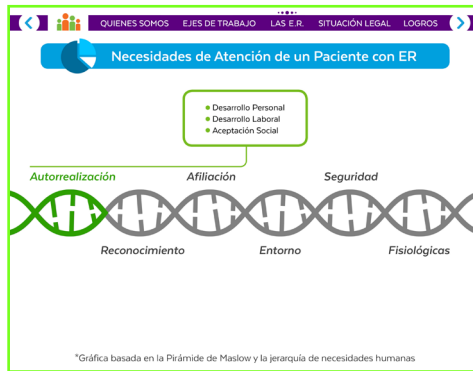 QUIENES SOMOS EJES DE TRABAJO LAS E.R. SITUACIÓN LEGAL LOGROS
Necesidades de Atención de un Paciente con ER
Desarrollo Personal
Desarrollo Laboral
Aceptación Social
Autorrealización Afiliación Seguridad
Reconocimiento Entorno Fisiológicas
*Gráfica basada en la Pirámide de Maslow y la jerarquía de necesidades humanas